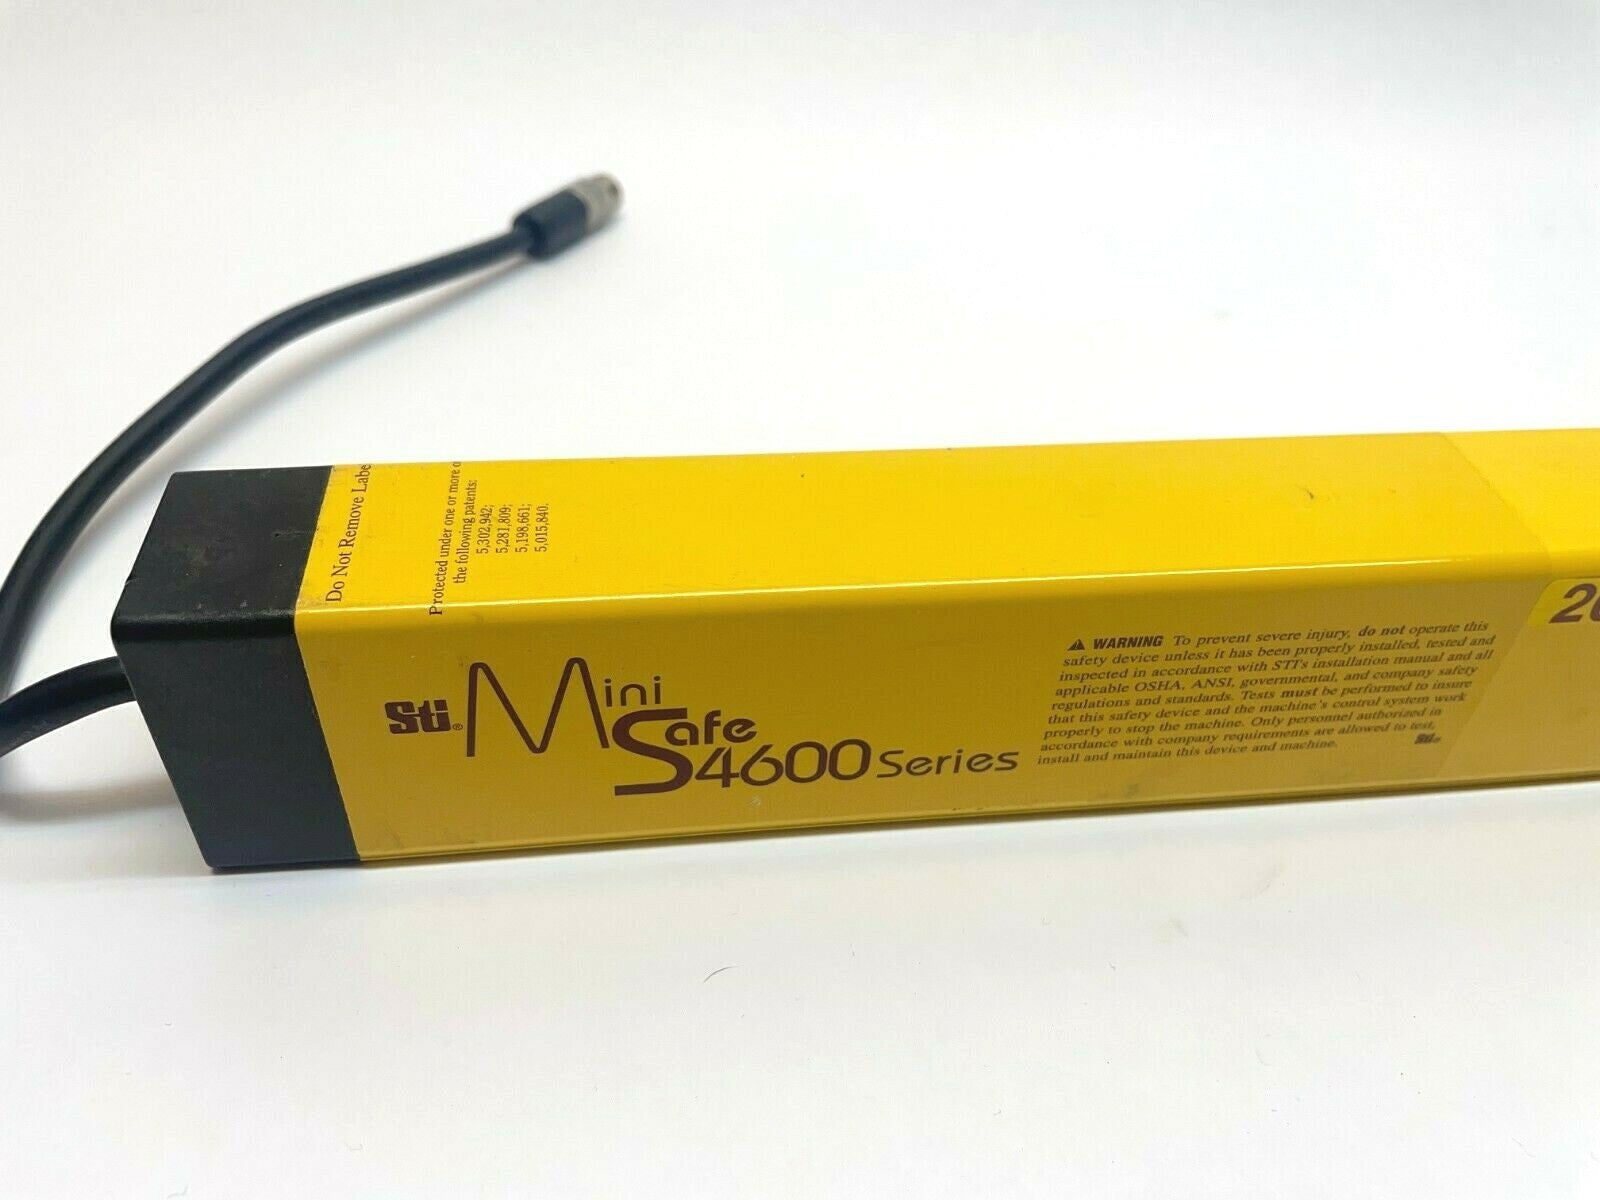 Do Not Remove Labe
Protected under one or more o
the following patents:
5,302,942;
5,281,809;
5,198,661;
5,015,840.
Sti® Mini
Safe
4600 Series
⚠ WARNING To prevent severe injury, do not operate this
safety device unless it has been properly installed, tested and
inspected in accordance with STI's installation manual and all
applicable OSHA, ANSI, governmental, and company safety
regulations and standards. Tests must be performed to insure
that this safety device and the machine's control system work
properly to stop the machine. Only personnel authorized in
accordance with company requirements are allowed to test,
install and maintain this device and machine.
Sti®